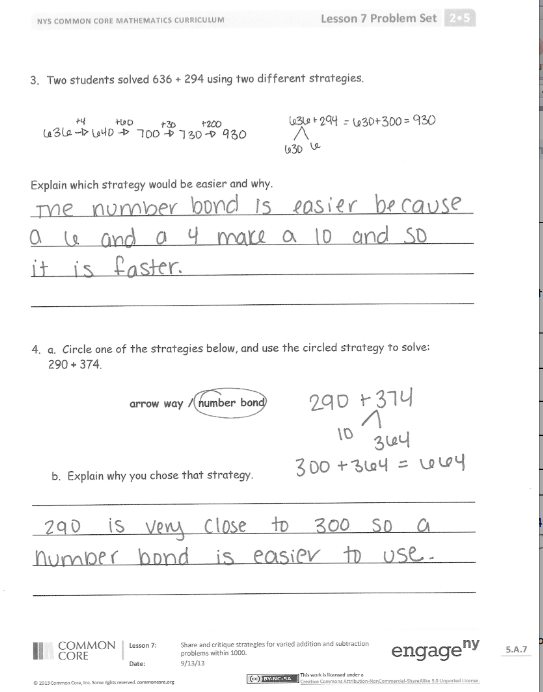 NYS COMMON CORE MATHEMATICS CURRICULUM
Lesson 7 Problem Set 2•5
3. Two students solved 636 + 294 using two different strategies.
+4 +60 +30 +200
636 → 640 → 700 → 730 → 930
636 + 294 = 630 + 300 = 930
630 6
Explain which strategy would be easier and why.
The number bond is easier because
a 6 and a 4 make a 10 and so
it is faster.
4. a. Circle one of the strategies below, and use the circled strategy to solve:
290 + 374.
arrow way / number bond
290 + 374
10 364
300 + 364 = 664
b. Explain why you chose that strategy.
290 is very close to 300 so a
number bond is easier to use.
COMMON CORE
Lesson 7:
Share and critique strategies for varied addition and subtraction
problems within 1000.
Date:
9/13/13
engage ny
5.A.7
© 2013 Common Core, Inc. Some rights reserved. commoncore.org
(cc) BY-NC-SA
This work is licensed under a
Creative Commons Attribution-NonCommercial-ShareAlike 3.0 Unported License.